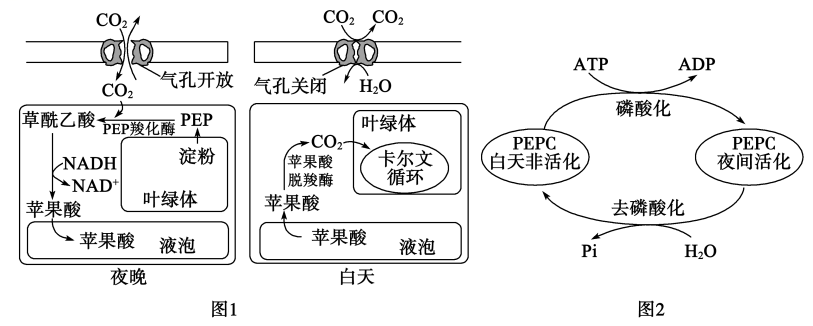 CO₂
气孔开放
CO₂
草酰乙酸
PEP
PEP羧化酶
淀粉
NADH
NAD⁺
叶绿体
苹果酸
苹果酸
液泡
夜晚
CO₂ CO₂
气孔关闭
H₂O
叶绿体
CO₂
卡尔文
循环
苹果酸
脱羧酶
苹果酸
苹果酸
液泡
白天
图1
ATP ADP
磷酸化
PEPC
白天非活化
PEPC
夜间活化
去磷酸化
Pi H₂O
图2